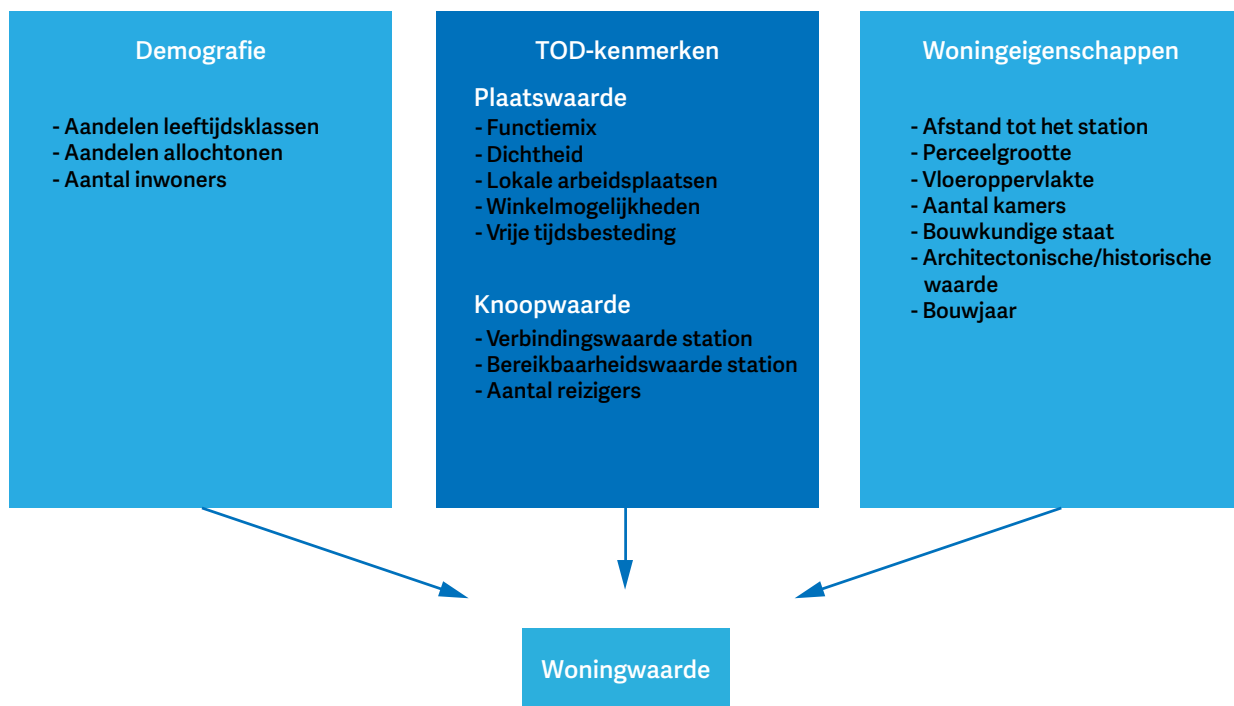 Demografie
- Aandelen leeftijdsklassen
- Aandelen allochtonen
- Aantal inwoners
TOD-kenmerken
Plaatswaarde
- Functiemix
- Dichtheid
- Lokale arbeidsplaatsen
- Winkelmogelijkheden
- Vrije tijdsbesteding
Knoopwaarde
- Verbindingswaarde station
- Bereikbaarheidswaarde station
- Aantal reizigers
Woningeigenschappen
- Afstand tot het station
- Perceelgrootte
- Vloeroppervlakte
- Aantal kamers
- Bouwkundige staat
- Architectonische/historische
waarde
- Bouwjaar
Woningwaarde